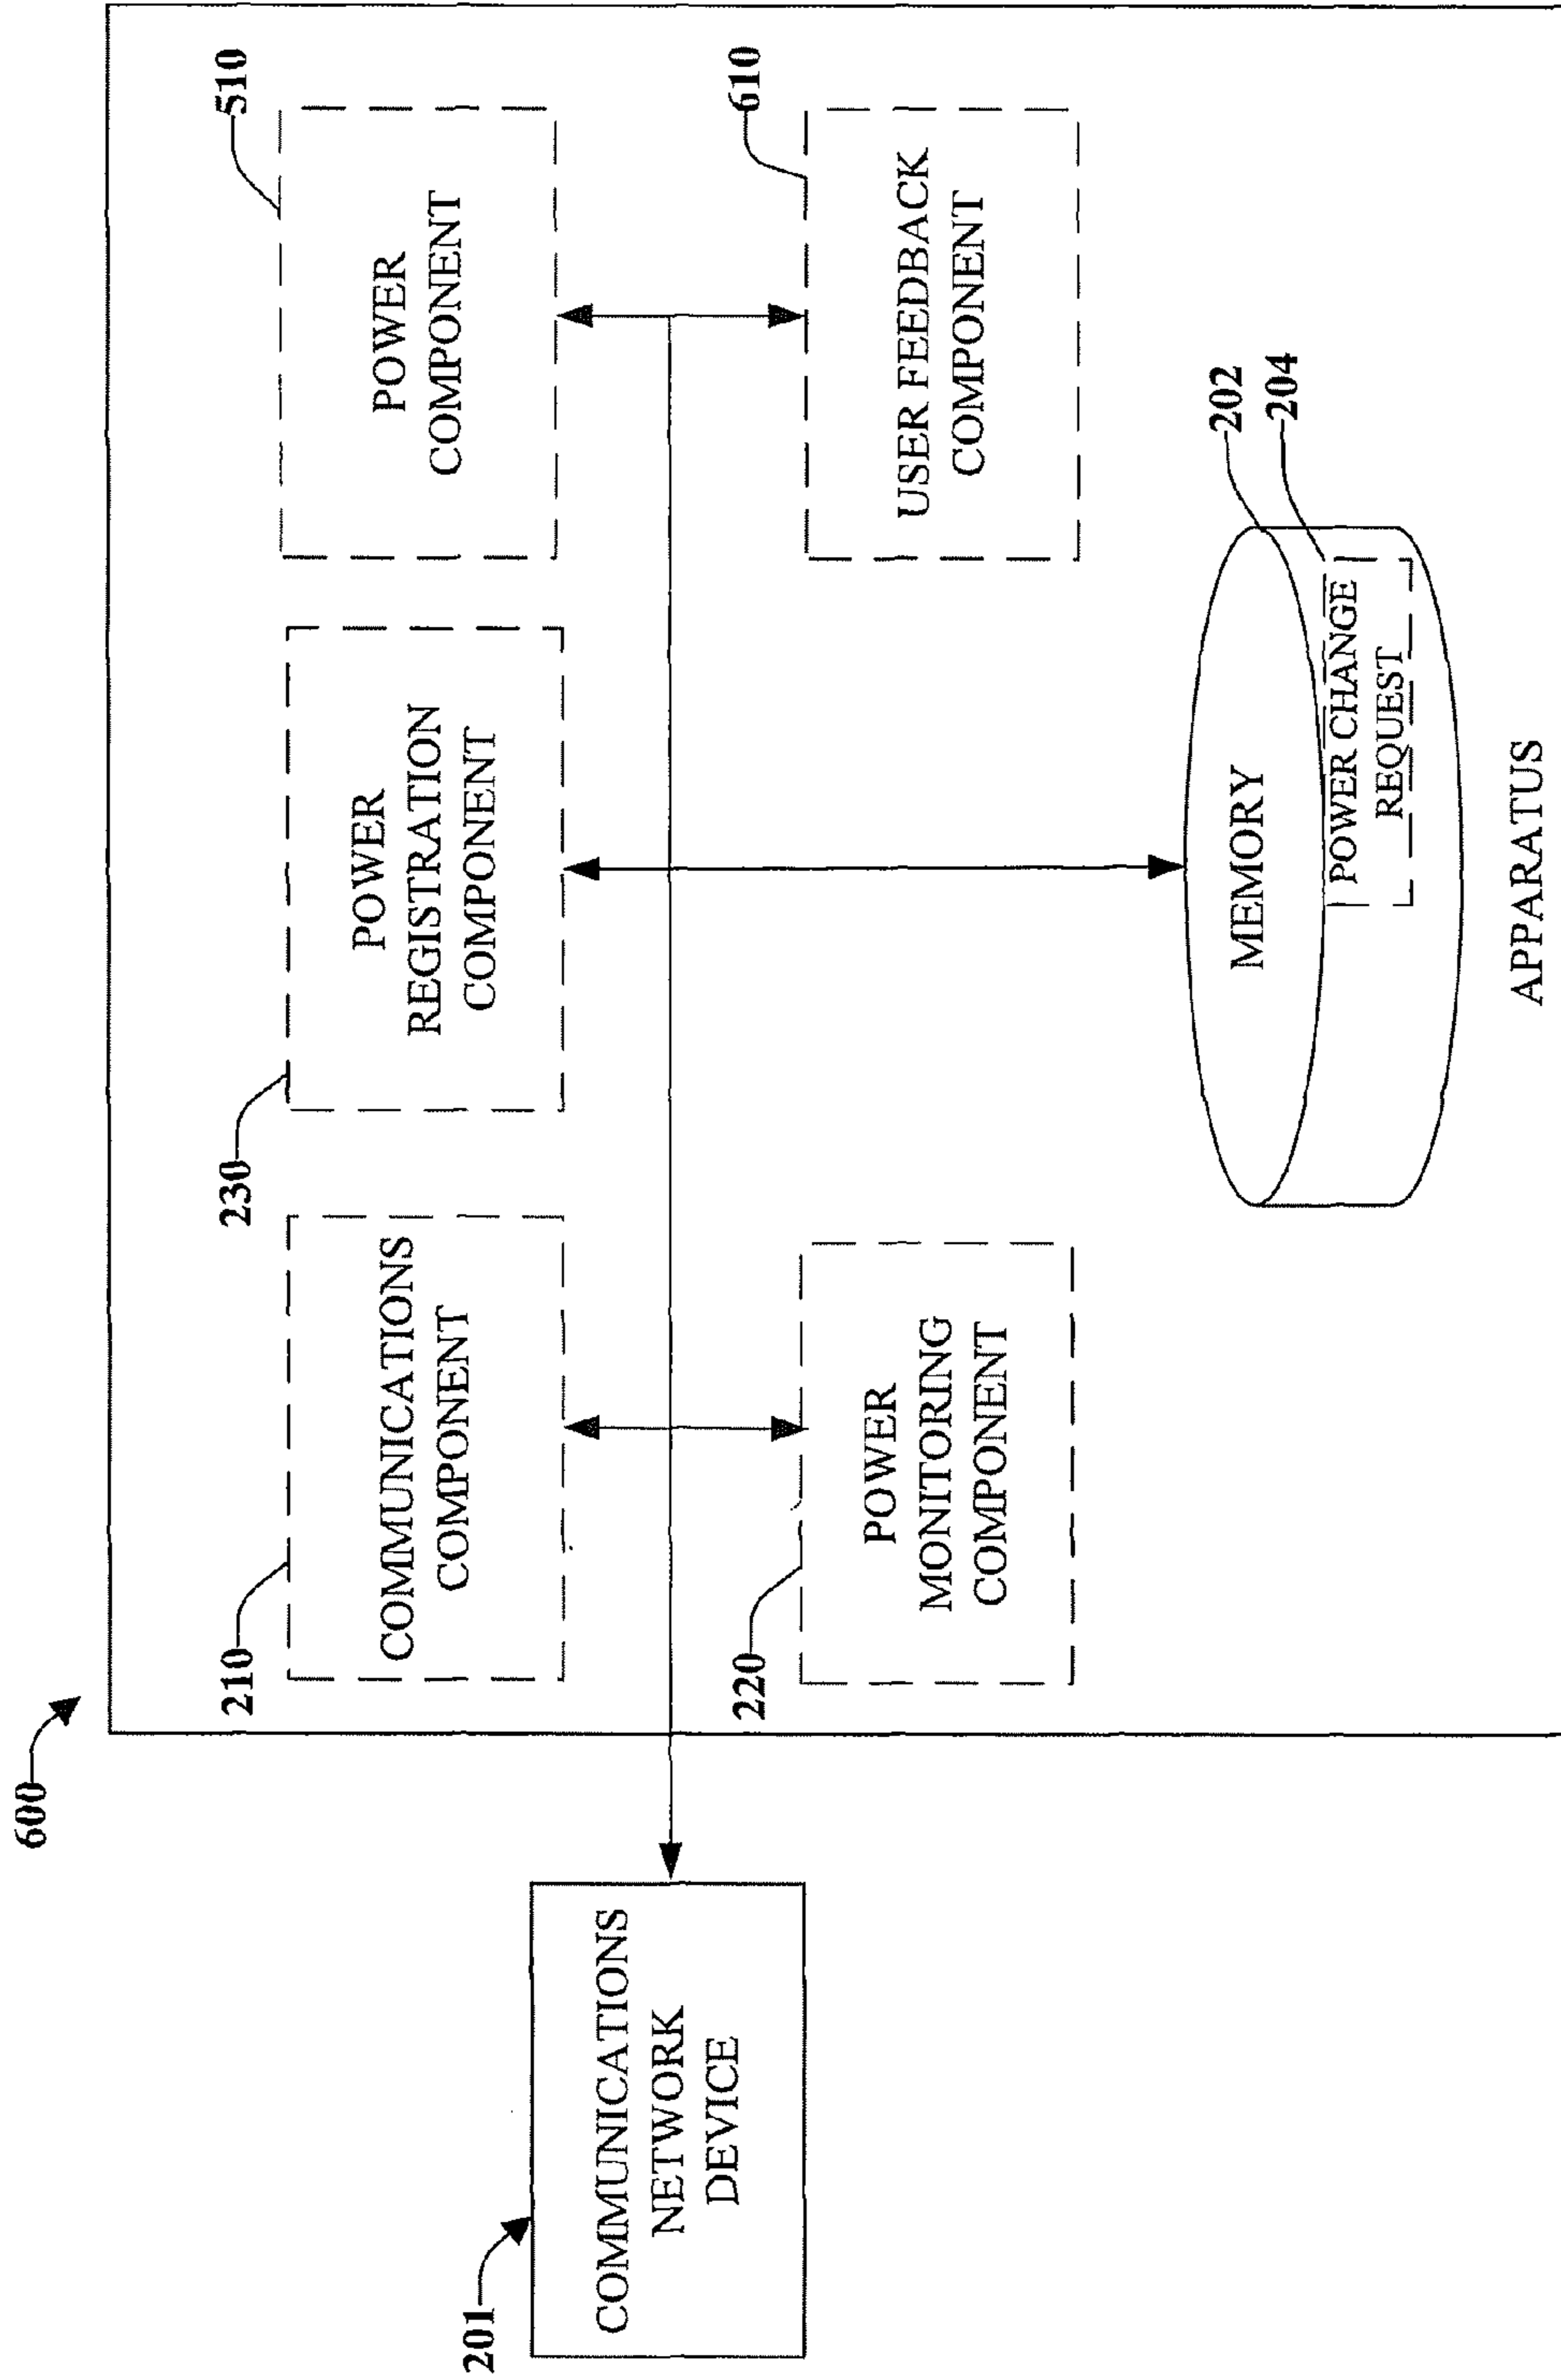 600
201
COMMUNICATIONS
NETWORK
DEVICE
210
COMMUNICATIONS
COMPONENT
230
POWER
REGISTRATION
COMPONENT
510
POWER
COMPONENT
220
POWER
MONITORING
COMPONENT
610
USER FEEDBACK
COMPONENT
202
204
MEMORY
POWER CHANGE
REQUEST
APPARATUS